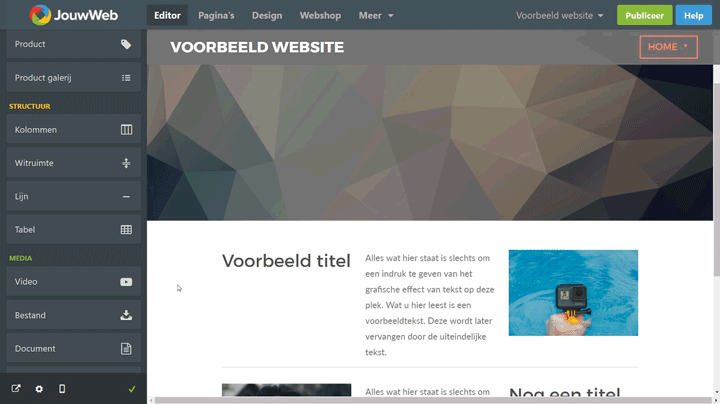 JouwWeb
Editor
Pagina's
Design
Webshop
Meer
Voorbeeld website
Publiceer
Help
Product
Product galerij
STRUCTUUR
Kolommen
Witruimte
Lijn
Tabel
MEDIA
Video
Bestand
Document
VOORBEELD WEBSITE
HOME
Voorbeeld titel
Alles wat hier staat is slechts om
een indruk te geven van het
grafische effect van tekst op deze
plek. Wat u hier leest is een
voorbeeldtekst. Deze wordt later
vervangen door de uiteindelijke
tekst.
Alles wat hier staat is slechts om
Nog een titel